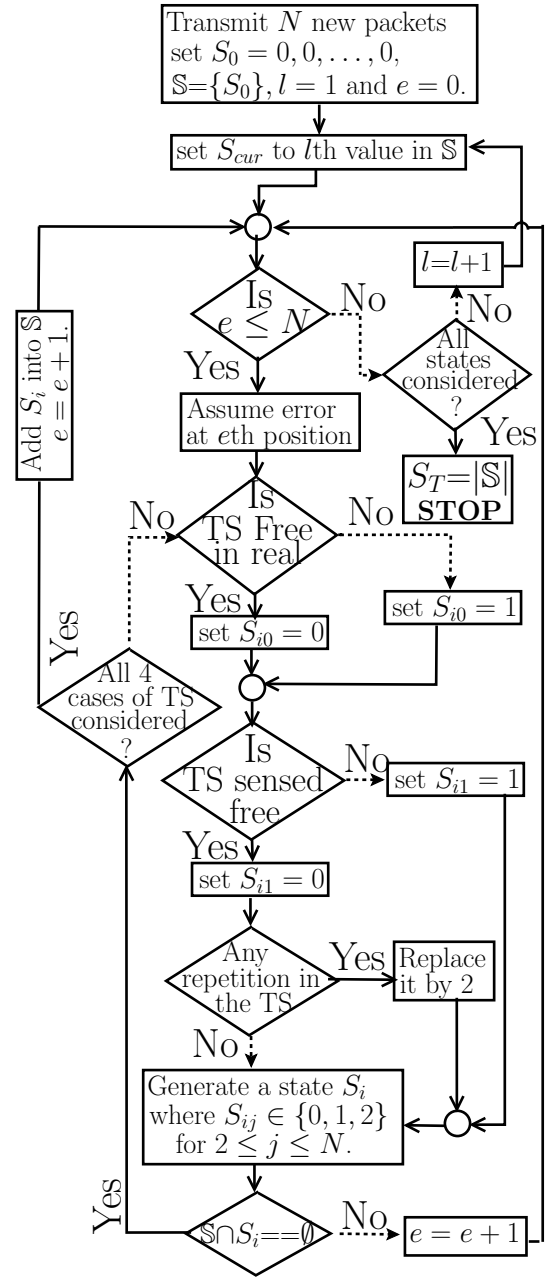 Transmit N new packets
set S₀ = 0, 0, . . . , 0,
𝕊={S₀}, l = 1 and e = 0.
set S_cur to lth value in 𝕊
l=l+1
Is
e ≤ N
No
No
All
states
considered
?
Yes
Yes
Add S_i into 𝕊
e = e + 1.
Assume error
at eth position
S_T=|𝕊|
STOP
Is
TS Free
in real
No
No
Yes
set S_i0 = 0
set S_i0 = 1
Yes
All 4
cases of TS
considered
?
Is
TS sensed
free
No
set S_i1 = 1
Yes
set S_i1 = 0
Any
repetition in
the TS
Yes
Replace
it by 2
No
Generate a state S_i
where S_ij ∈ {0, 1, 2}
for 2 ≤ j ≤ N.
Yes
𝕊∩S_i==∅
No
e = e + 1